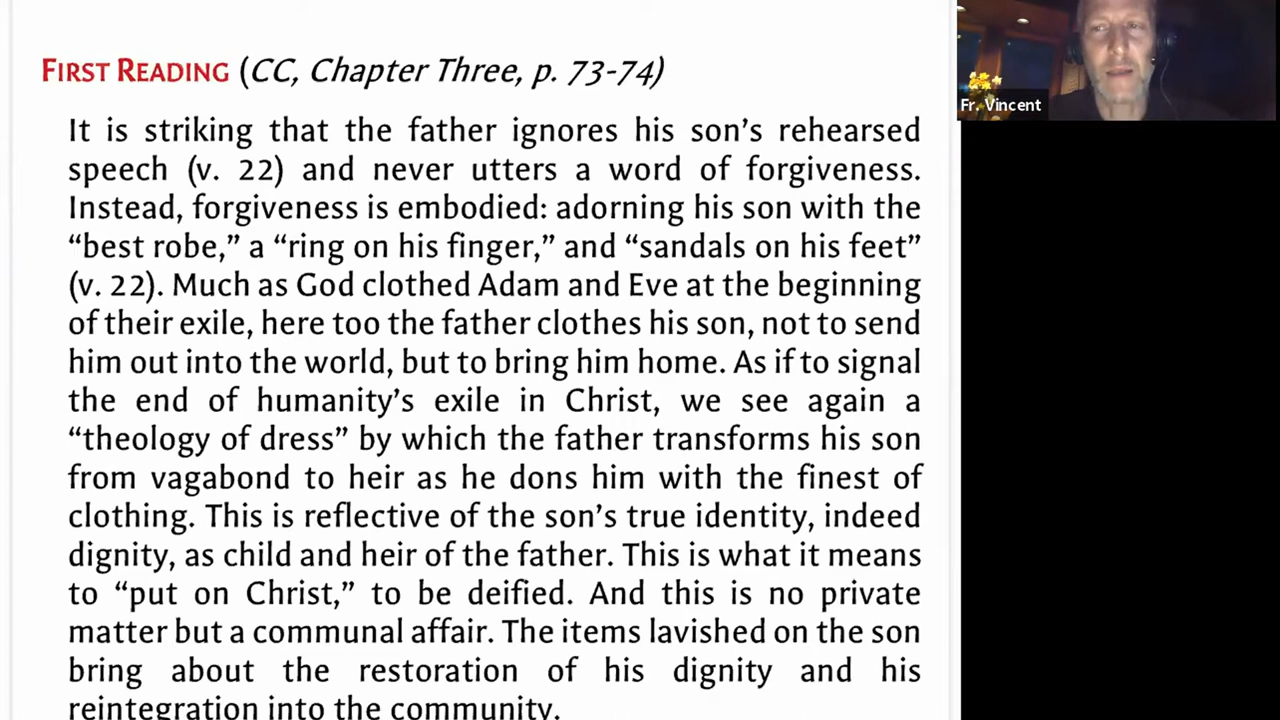 FIRST READING (CC, Chapter Three, p. 73-74)
It is striking that the father ignores his son's rehearsed
speech (v. 22) and never utters a word of forgiveness.
Instead, forgiveness is embodied: adorning his son with the
“best robe,” a “ring on his finger,” and “sandals on his feet”
(v. 22). Much as God clothed Adam and Eve at the beginning
of their exile, here too the father clothes his son, not to send
him out into the world, but to bring him home. As if to signal
the end of humanity’s exile in Christ, we see again a
“theology of dress” by which the father transforms his son
from vagabond to heir as he dons him with the finest of
clothing. This is reflective of the son’s true identity, indeed
dignity, as child and heir of the father. This is what it means
to “put on Christ,” to be deified. And this is no private
matter but a communal affair. The items lavished on the son
bring about the restoration of his dignity and his
reintegration into the community.
Fr. Vincent